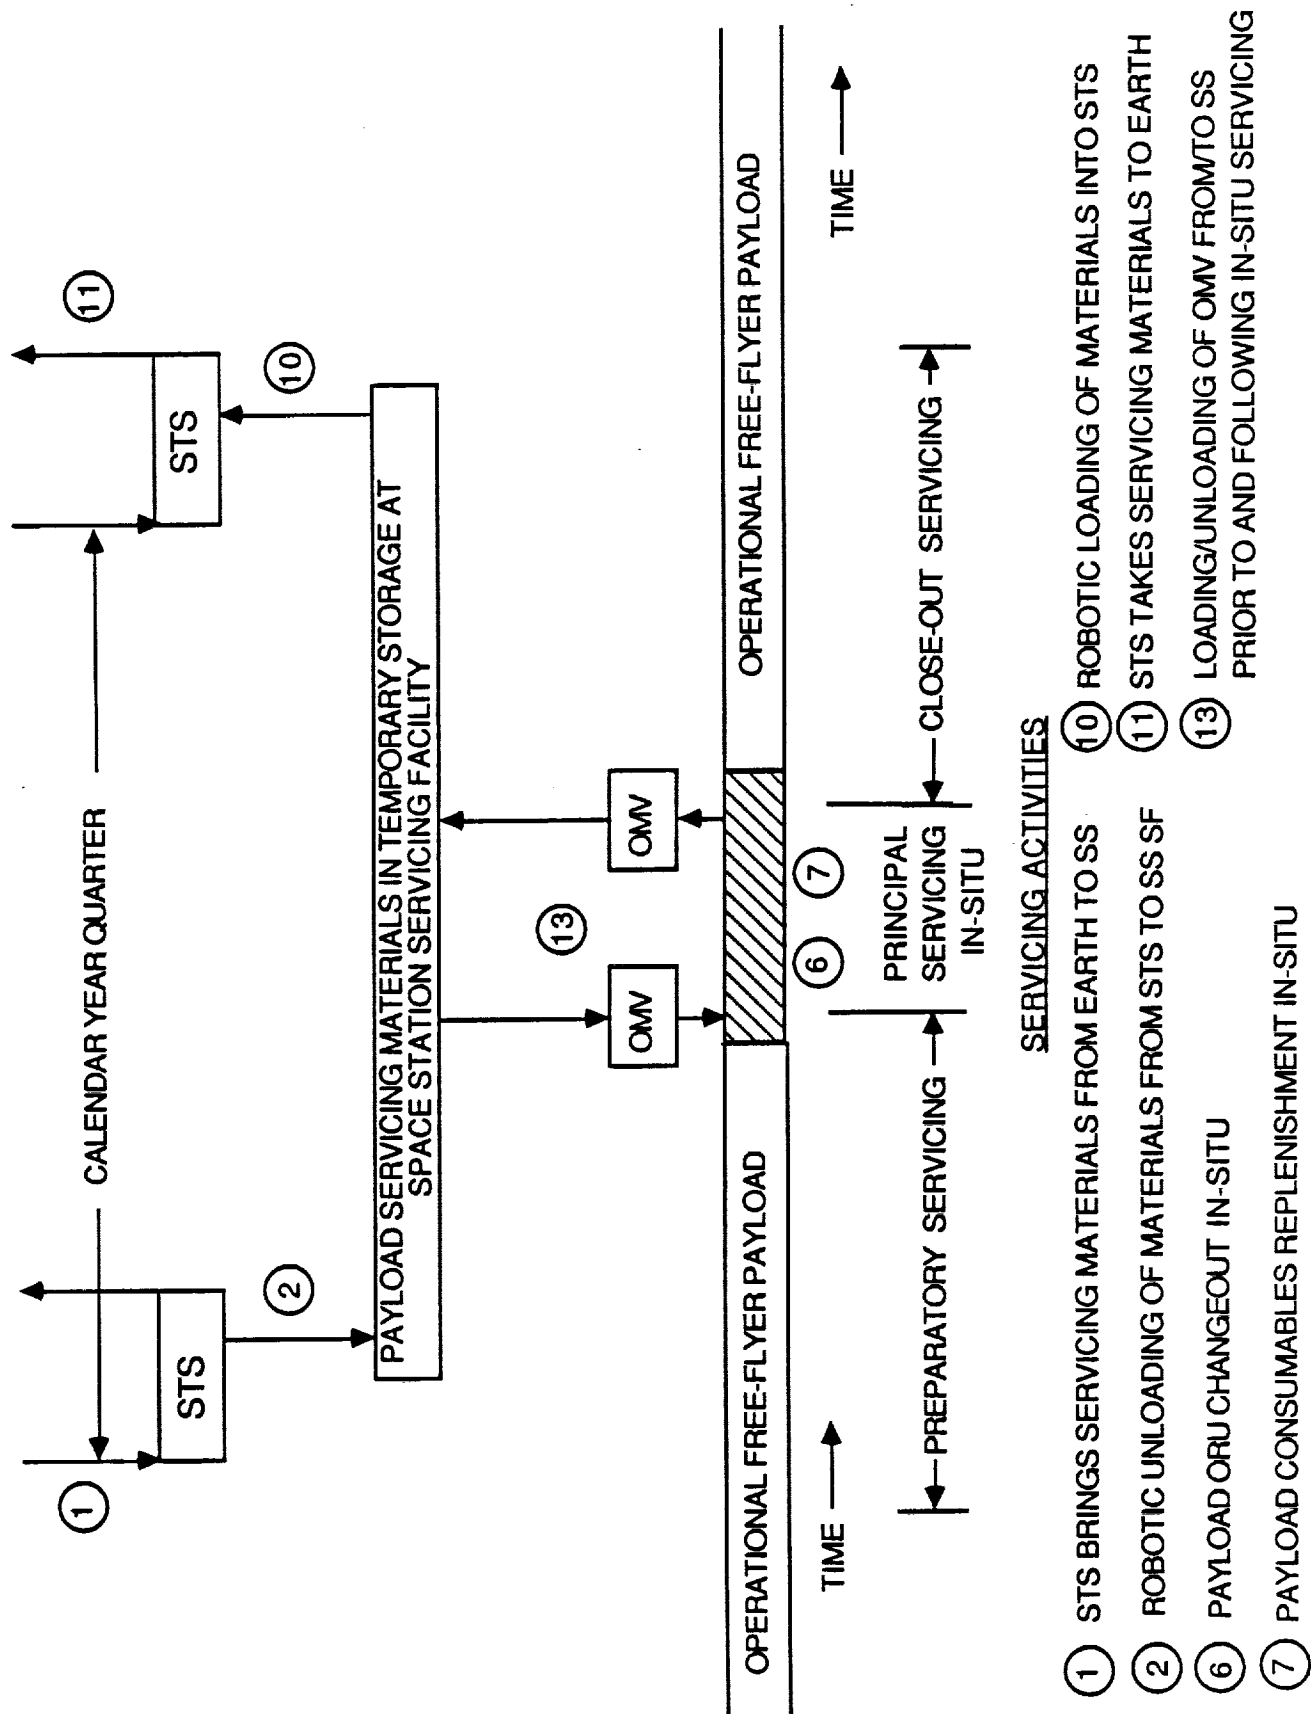 CALENDAR YEAR QUARTER
1
STS
2
11
STS
10
PAYLOAD SERVICING MATERIALS IN TEMPORARY STORAGE AT
SPACE STATION SERVICING FACILITY
OMV
13
OMV
OPERATIONAL FREE-FLYER PAYLOAD
OPERATIONAL FREE-FLYER PAYLOAD
6
7
TIME
TIME
PREPARATORY SERVICING
PRINCIPAL
SERVICING
IN-SITU
CLOSE-OUT SERVICING
SERVICING ACTIVITIES
1 STS BRINGS SERVICING MATERIALS FROM EARTH TO SS
2 ROBOTIC UNLOADING OF MATERIALS FROM STS TO SS SF
6 PAYLOAD ORU CHANGEOUT IN-SITU
7 PAYLOAD CONSUMABLES REPLENISHMENT IN-SITU
10 ROBOTIC LOADING OF MATERIALS INTO STS
11 STS TAKES SERVICING MATERIALS TO EARTH
13 LOADING/UNLOADING OF OMV FROM/TO SS
PRIOR TO AND FOLLOWING IN-SITU SERVICING